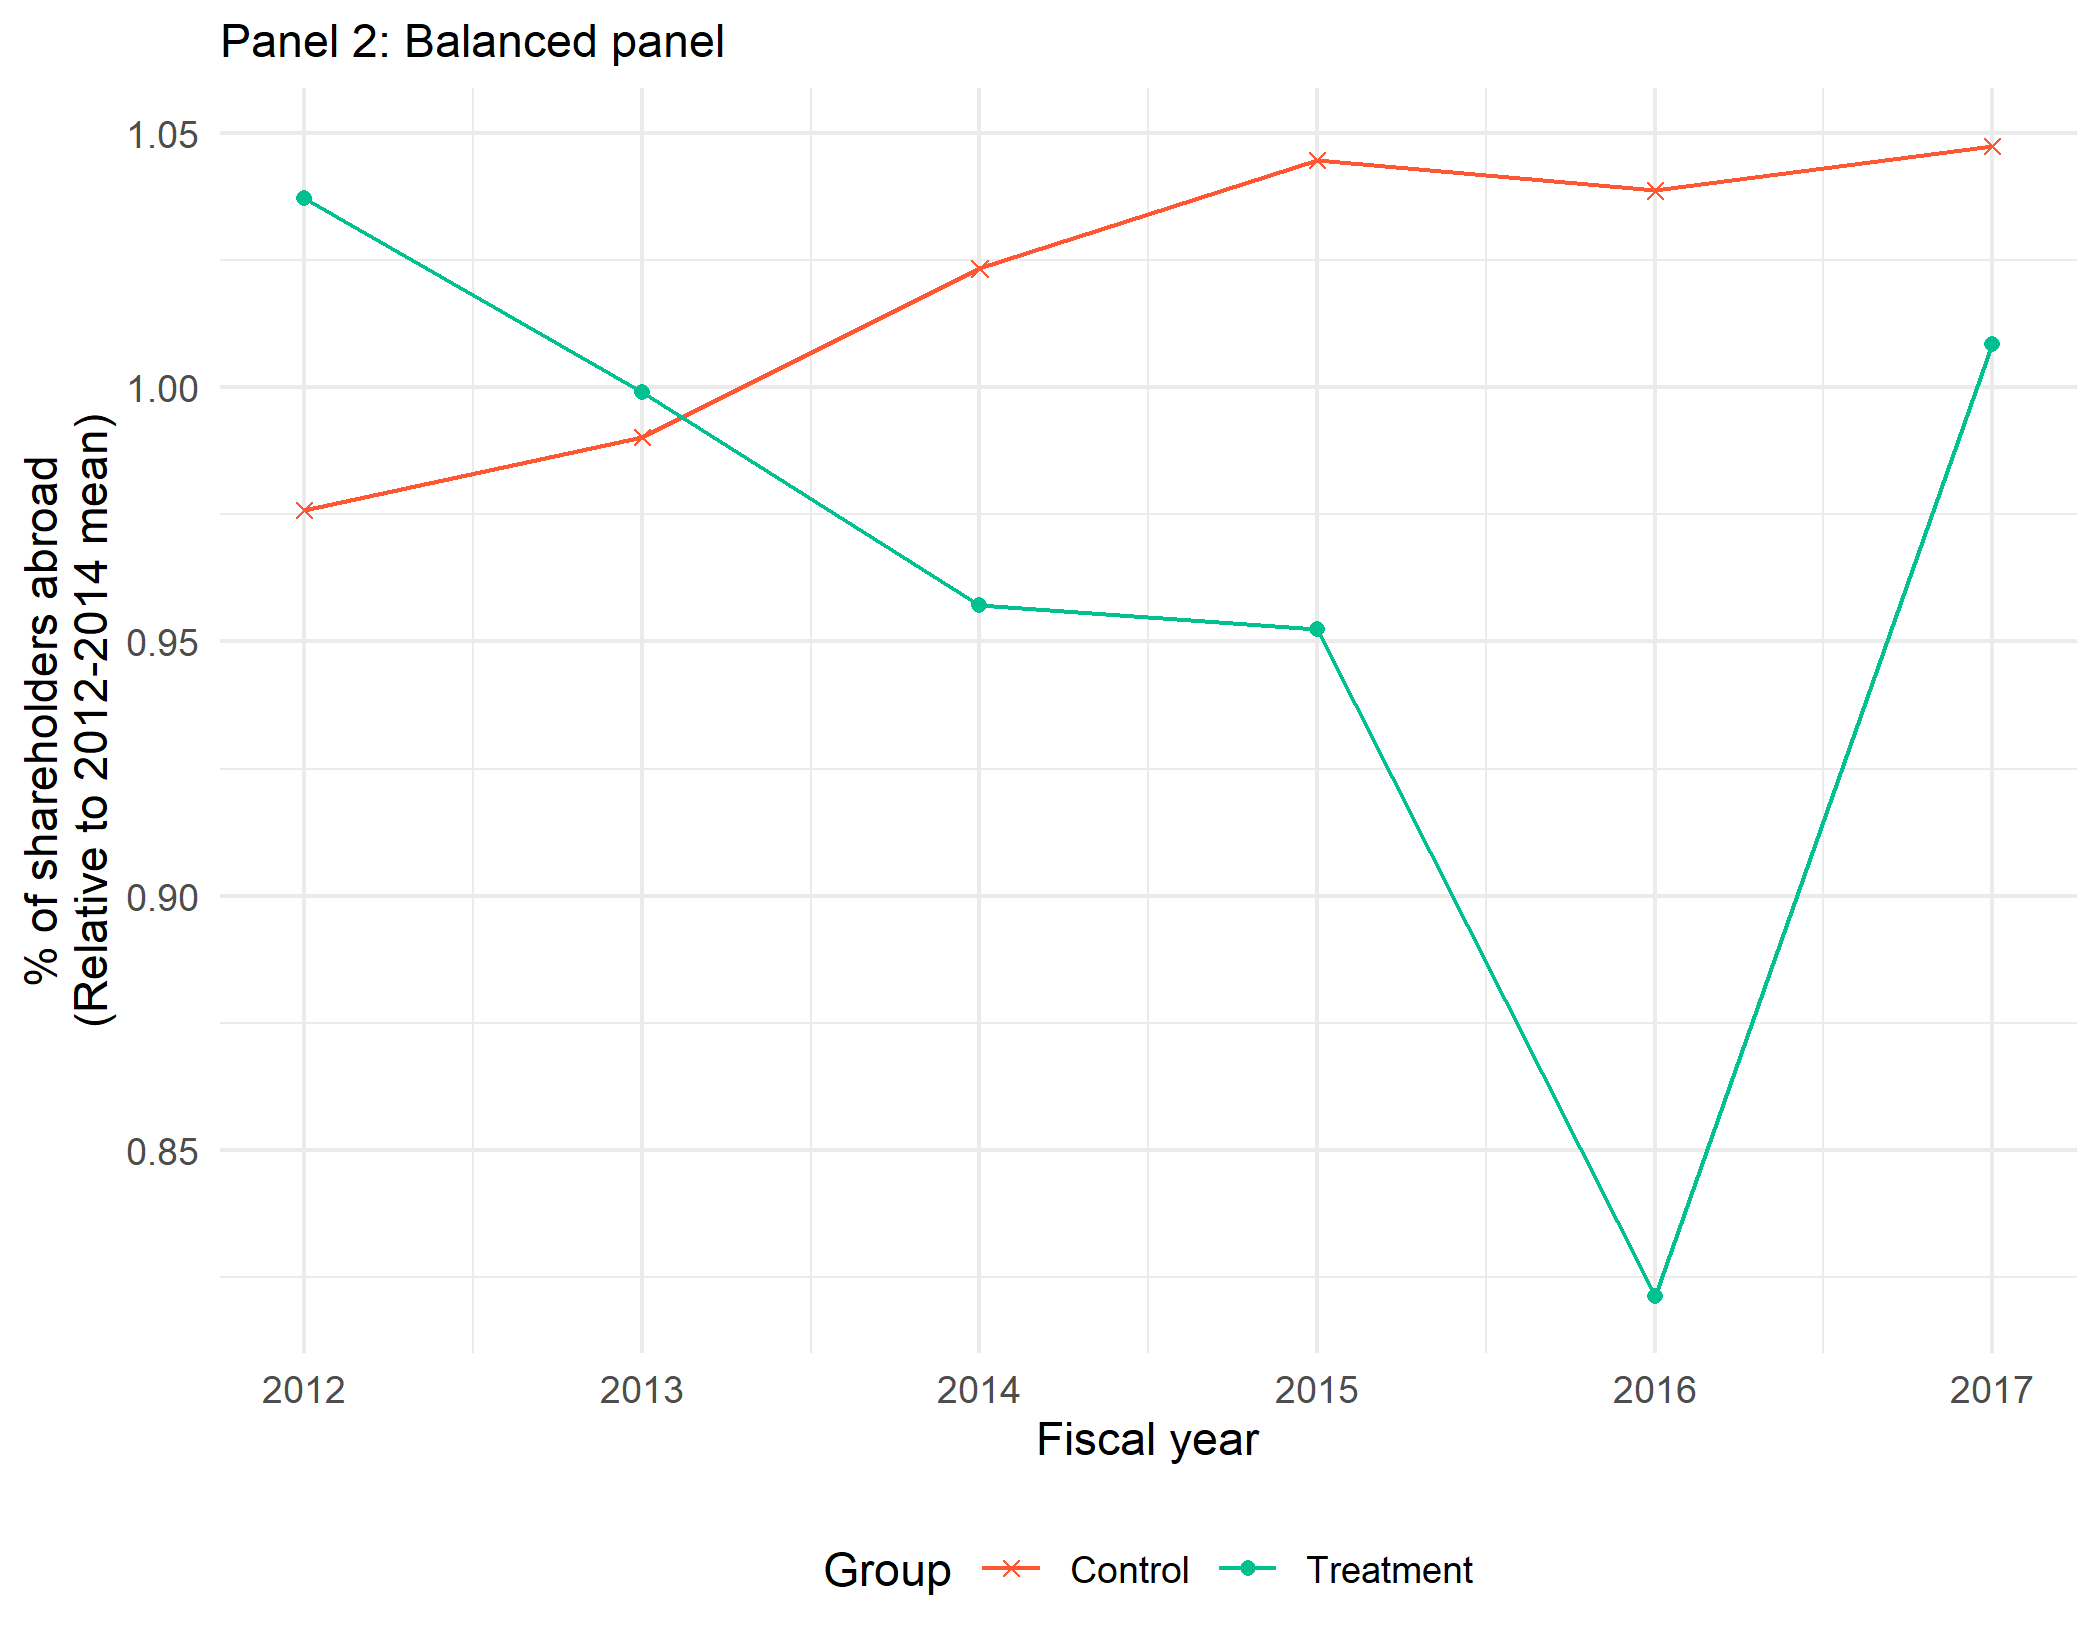 Panel 2: Balanced panel
% of shareholders abroad
(Relative to 2012-2014 mean)
1.05
1.00
0.95
0.90
0.85
2012
2013
2014
2015
2016
2017
Fiscal year
Group
Control
Treatment